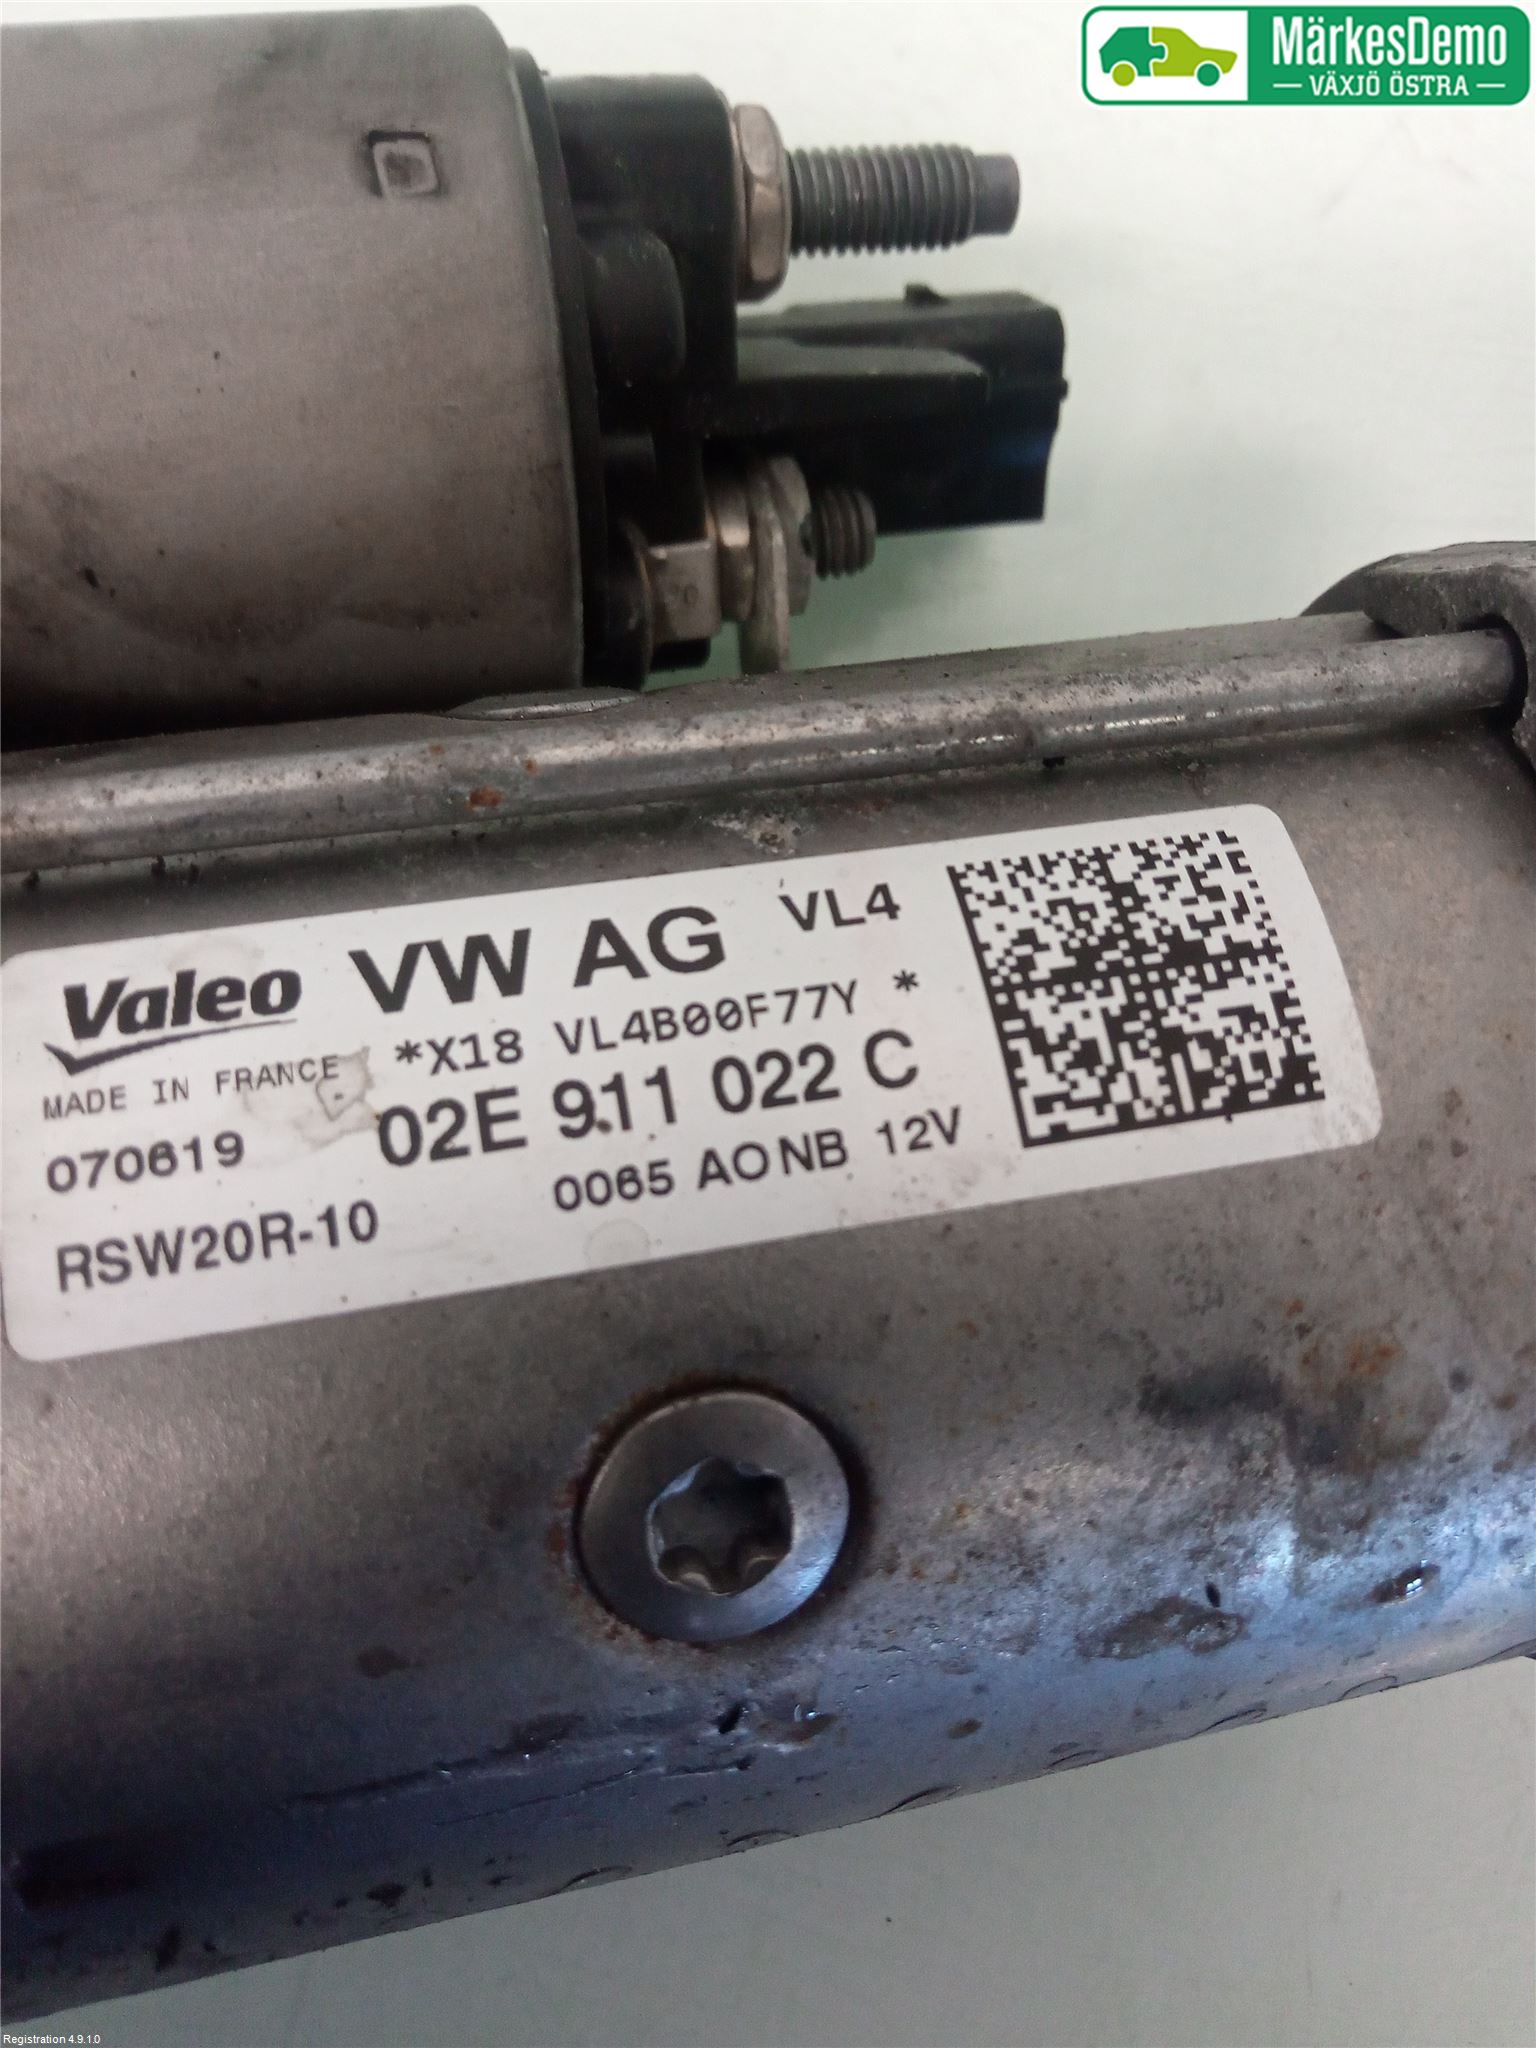 MärkesDemo
VÄXJÖ ÖSTRA
Valeo VW AG VL4
MADE IN FRANCE *X18 VL4B00F77Y *
070619 02E 911 022 C
RSW20R-10 0065 AONB 12V
Registration 4.9.1.0